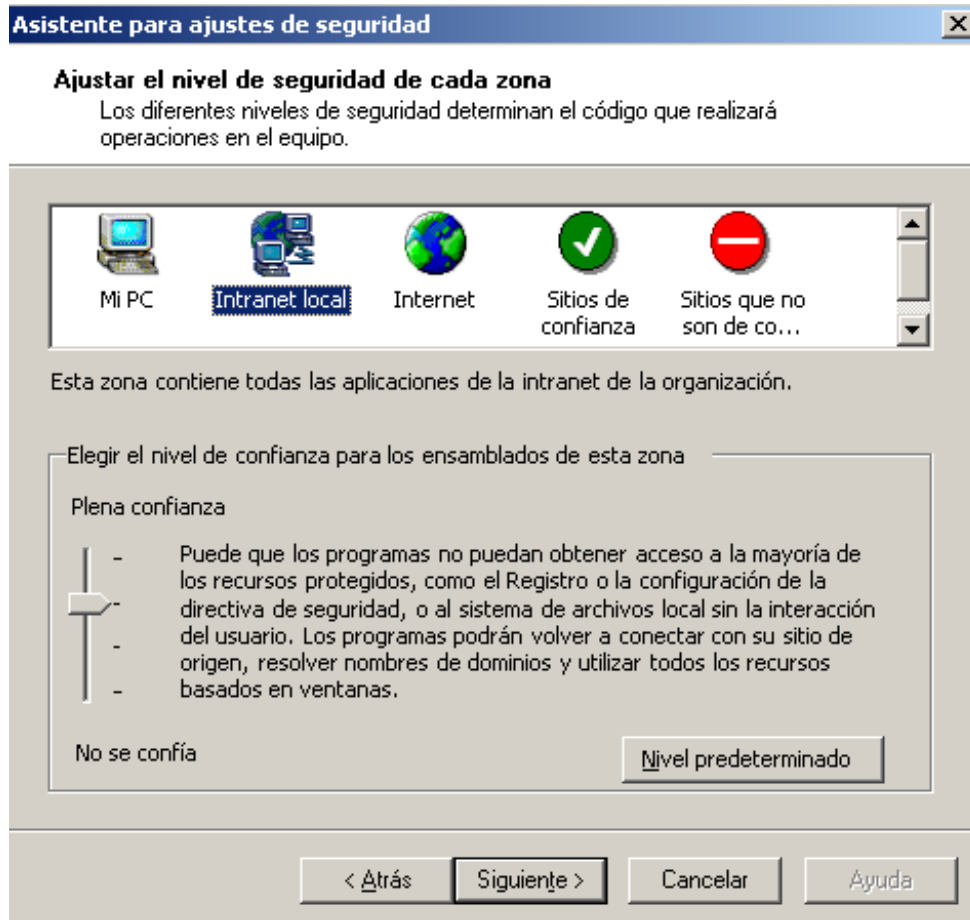 Asistente para ajustes de seguridad
Ajustar el nivel de seguridad de cada zona
Los diferentes niveles de seguridad determinan el código que realizará
operaciones en el equipo.
Mi PC
Intranet local
Internet
Sitios de
confianza
Sitios que no
son de co...
Esta zona contiene todas las aplicaciones de la intranet de la organización.
Elegir el nivel de confianza para los ensamblados de esta zona
Plena confianza
Puede que los programas no puedan obtener acceso a la mayoría de
los recursos protegidos, como el Registro o la configuración de la
directiva de seguridad, o al sistema de archivos local sin la interacción
del usuario. Los programas podrán volver a conectar con su sitio de
origen, resolver nombres de dominios y utilizar todos los recursos
basados en ventanas.
No se confía
Nivel predeterminado
< Atrás
Siguiente >
Cancelar
Ayuda